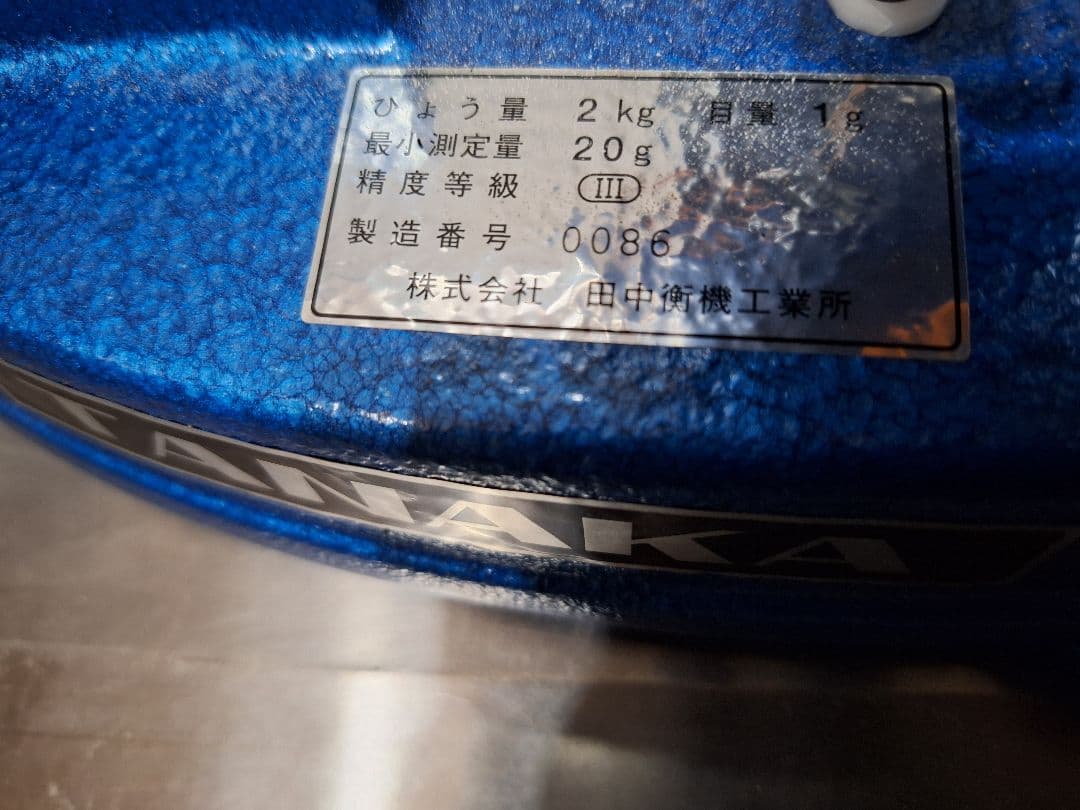 ひょう量 2kg 目量 1g
最小測定量 20g
精度等級 III
製造番号 0086
株式会社 田中衡機工業所
TANAKA